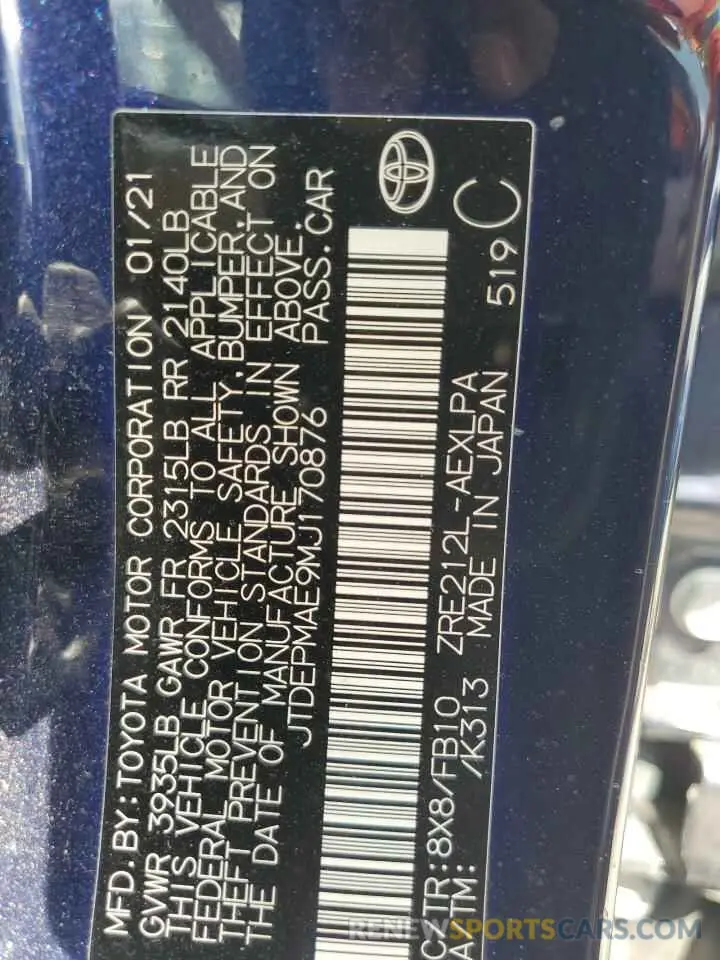 MFD.BY:TOYOTA MOTOR CORPORATION 01/21
GVWR 3935LB GAWR FR 2315LB RR 2140LB
THIS VEHICLE CONFORMS TO ALL APPLICABLE
FEDERAL MOTOR VEHICLE SAFETY,BUMPER,AND
THEFT PREVENTION STANDARDS IN EFFECT ON
THE DATE OF MANUFACTURE SHOWN ABOVE.
JTDEPMAE9MJ170876 PASS.CAR
C/TR:8X8/FB10 ZRE212L-AEXLPA 519 C
A/TM: /K313 MADE IN JAPAN
RENEWSPORTCAR.COM